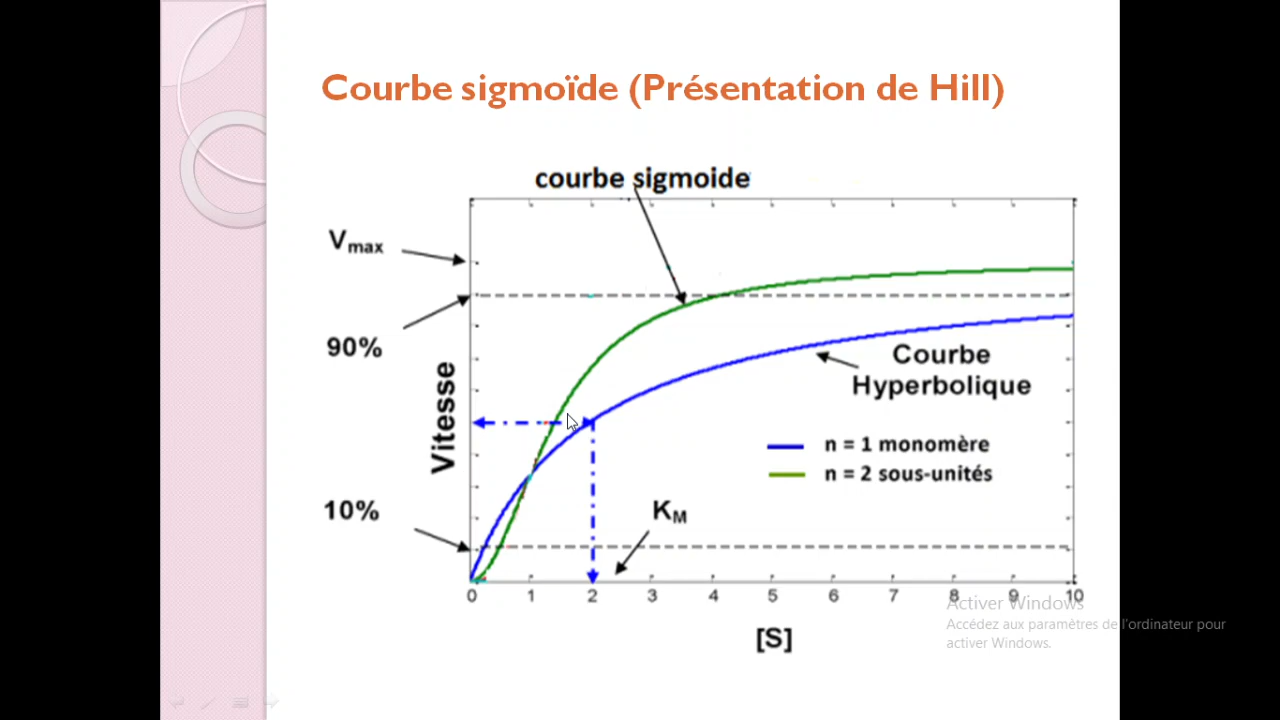 Courbe sigmoïde (Présentation de Hill)
courbe sigmoide
Vmax
90%
Vitesse
10%
Courbe
Hyperbolique
n = 1 monomère
n = 2 sous-unités
KM
0 1 2 3 4 5 6 7 8 9 10
[S]
Activer Windows
Accédez aux paramètres de l'ordinateur pour
activer Windows.